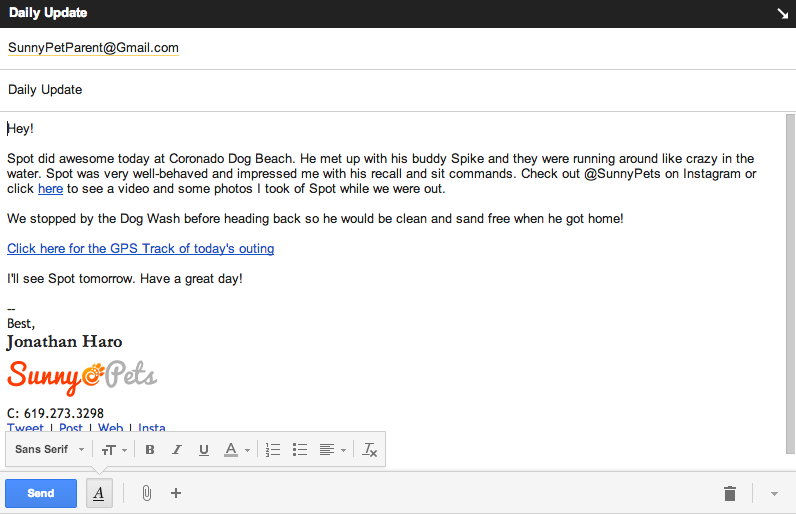 Daily Update
SunnyPetParent@Gmail.com
Daily Update
Hey!
Spot did awesome today at Coronado Dog Beach. He met up with his buddy Spike and they were running around like crazy in the
water. Spot was very well-behaved and impressed me with his recall and sit commands. Check out @SunnyPets on Instagram or
click here to see a video and some photos I took of Spot while we were out.
We stopped by the Dog Wash before heading back so he would be clean and sand free when he got home!
Click here for the GPS Track of today's outing
I'll see Spot tomorrow. Have a great day!
--
Best,
Jonathan Haro
Sunny Pets
C: 619.273.3298
Tweet | Post | Web | Insta
Sans Serif
B I U A
Send A